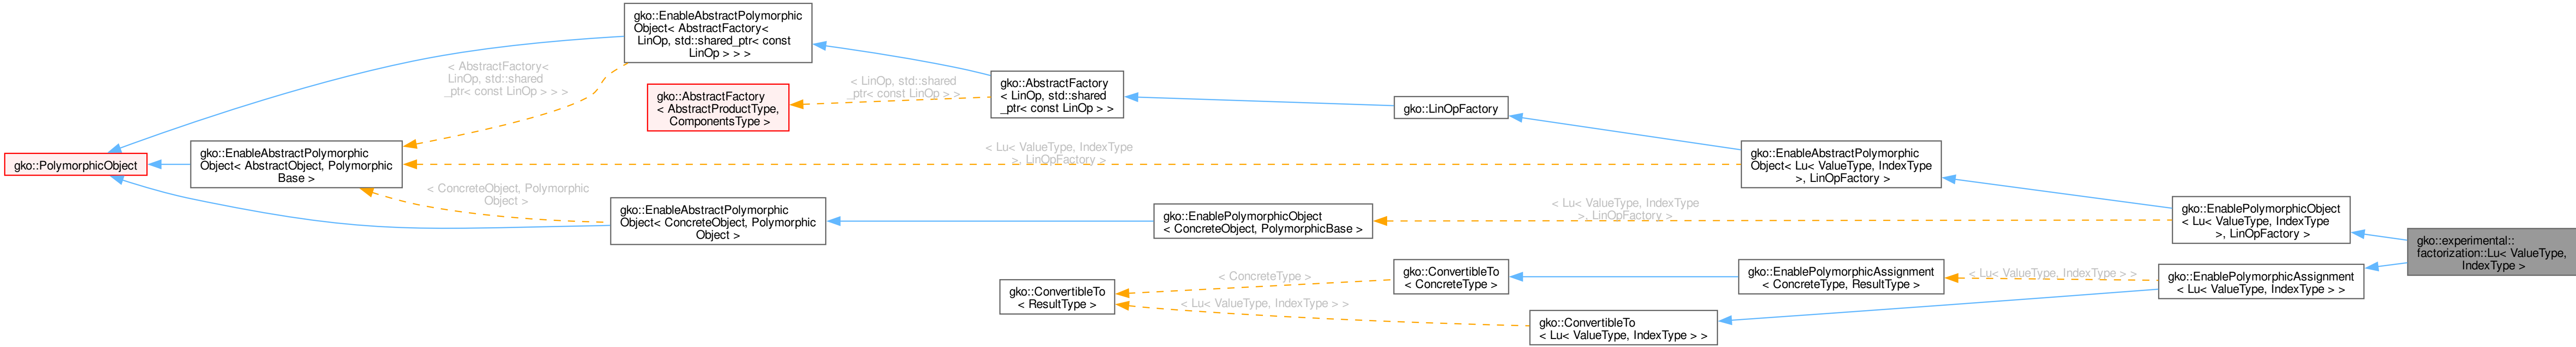 gko::PolymorphicObject
gko::EnableAbstractPolymorphic
Object< AbstractFactory<
LinOp, std::shared_ptr< const
LinOp > > >
< AbstractFactory<
LinOp, std::shared
_ptr< const LinOp > > >
gko::EnableAbstractPolymorphic
Object< AbstractObject, Polymorphic
Base >
< ConcreteObject, Polymorphic
Object >
gko::EnableAbstractPolymorphic
Object< ConcreteObject, Polymorphic
Object >
gko::AbstractFactory
< AbstractProductType,
ComponentsType >
< LinOp, std::shared
_ptr< const LinOp > >
gko::AbstractFactory
< LinOp, std::shared
_ptr< const LinOp > >
gko::LinOpFactory
< Lu< ValueType, IndexType
>, LinOpFactory >
gko::EnableAbstractPolymorphic
Object< Lu< ValueType, IndexType
>, LinOpFactory >
gko::EnablePolymorphicObject
< ConcreteObject, PolymorphicBase >
< Lu< ValueType, IndexType
>, LinOpFactory >
gko::EnablePolymorphicObject
< Lu< ValueType, IndexType
>, LinOpFactory >
gko::experimental::
factorization::Lu< ValueType,
IndexType >
gko::ConvertibleTo
< ResultType >
< ConcreteType >
< Lu< ValueType, IndexType > >
gko::ConvertibleTo
< ConcreteType >
gko::EnablePolymorphicAssignment
< ConcreteType, ResultType >
< Lu< ValueType, IndexType > >
gko::EnablePolymorphicAssignment
< Lu< ValueType, IndexType > >
gko::ConvertibleTo
< Lu< ValueType, IndexType > >